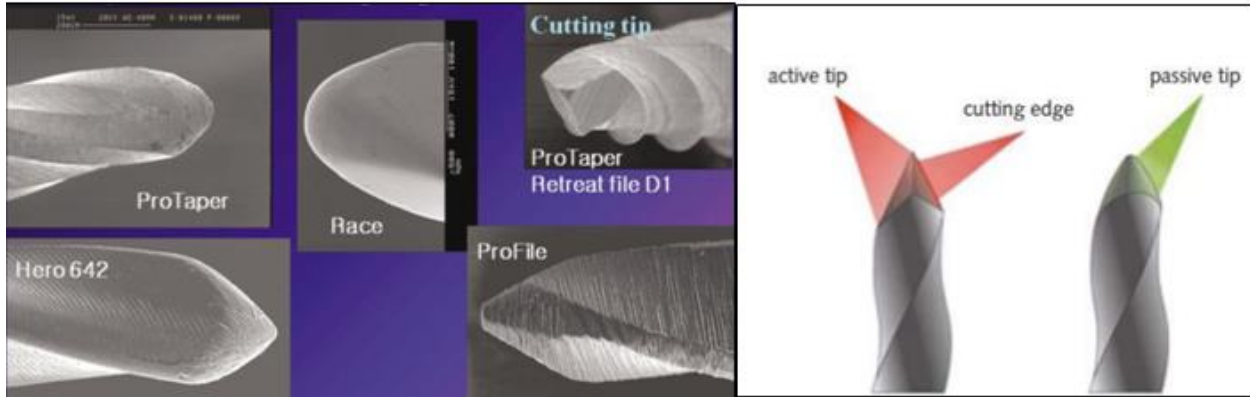 Cutting tip
ProTaper
Race
ProTaper
Retreat file D1
Hero 642
ProFile
active tip
cutting edge
passive tip